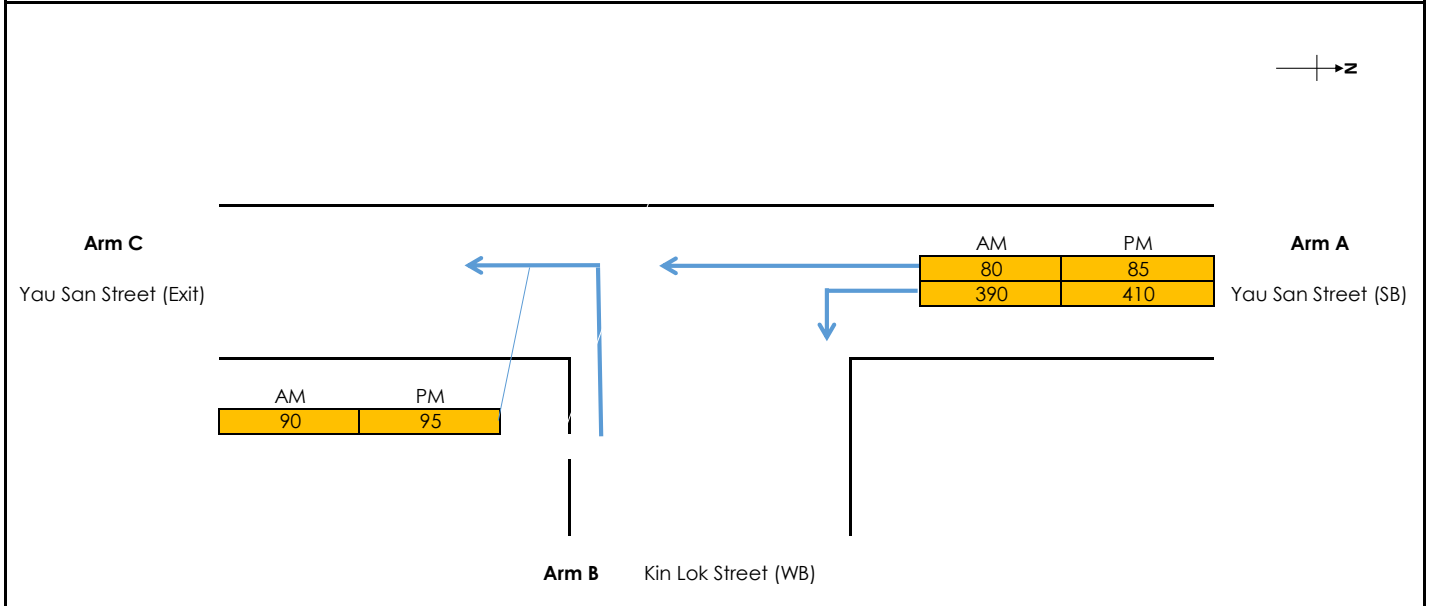 N
Arm C
AM PM
Arm A
80 85
Yau San Street (Exit)
390 410
Yau San Street (SB)
AM PM
90 95
Arm B Kin Lok Street (WB)